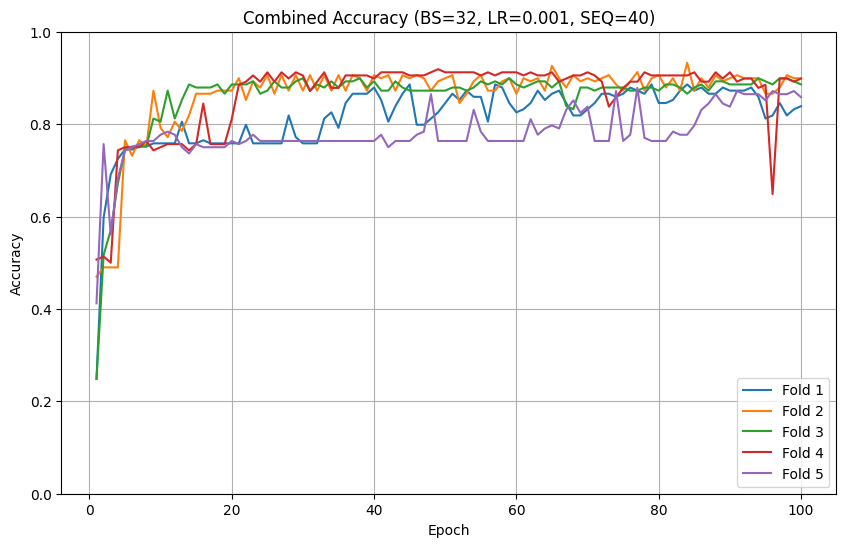 Combined Accuracy (BS=32, LR=0.001, SEQ=40)
1.0
0.8
0.6
0.4
0.2
0.0
Accuracy
0 20 40 60 80 100
Epoch
Fold 1
Fold 2
Fold 3
Fold 4
Fold 5